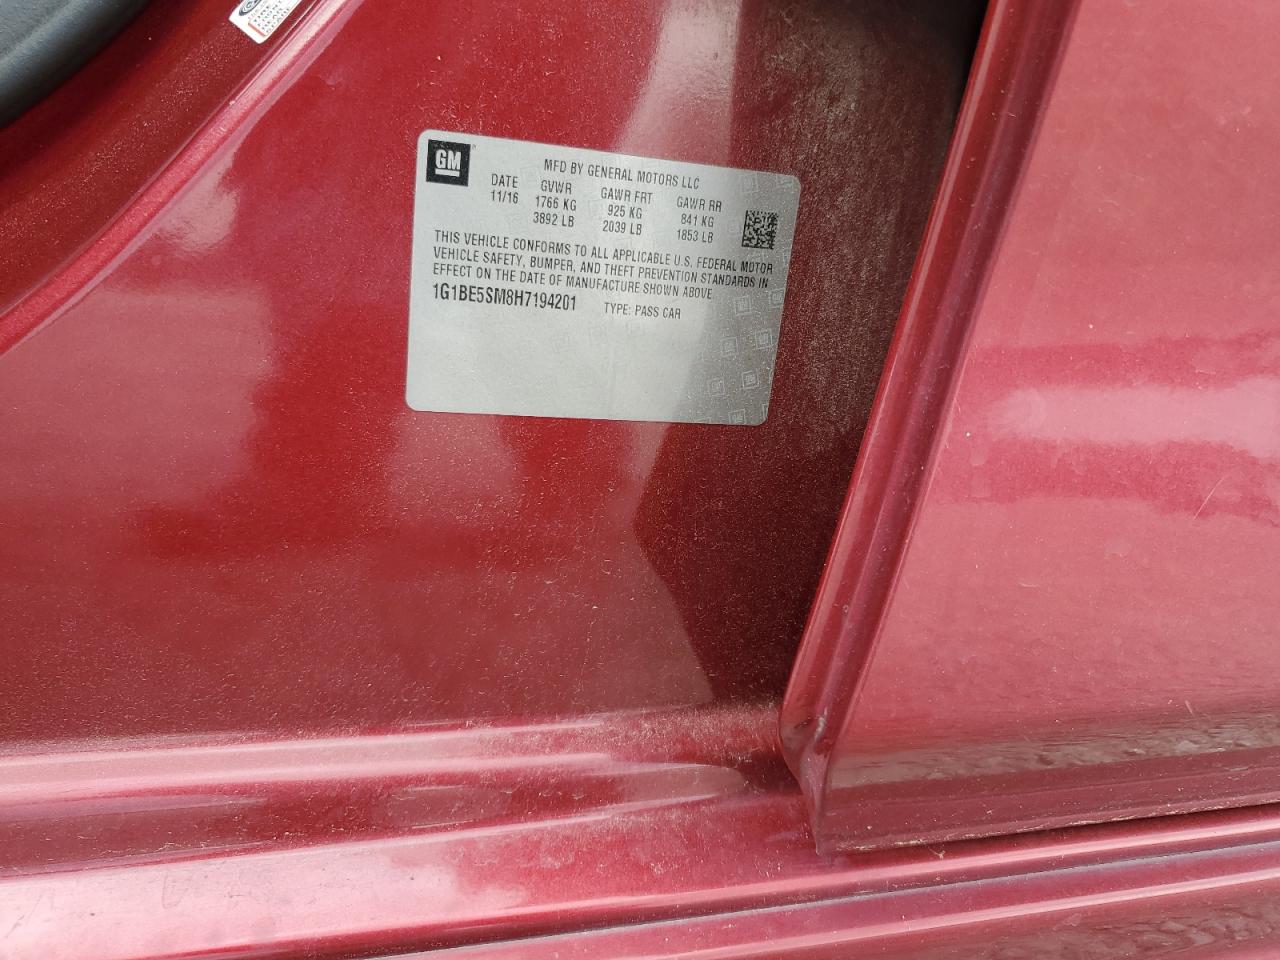 GM
MFD BY GENERAL MOTORS LLC
DATE GVWR GAWR FRT GAWR RR
11/16 1766 KG 925 KG 841 KG
3892 LB 2039 LB 1853 LB
THIS VEHICLE CONFORMS TO ALL APPLICABLE U.S. FEDERAL MOTOR
VEHICLE SAFETY, BUMPER, AND THEFT PREVENTION STANDARDS IN
EFFECT ON THE DATE OF MANUFACTURE SHOWN ABOVE
1G1BE5SM8H7194201 TYPE: PASS CAR